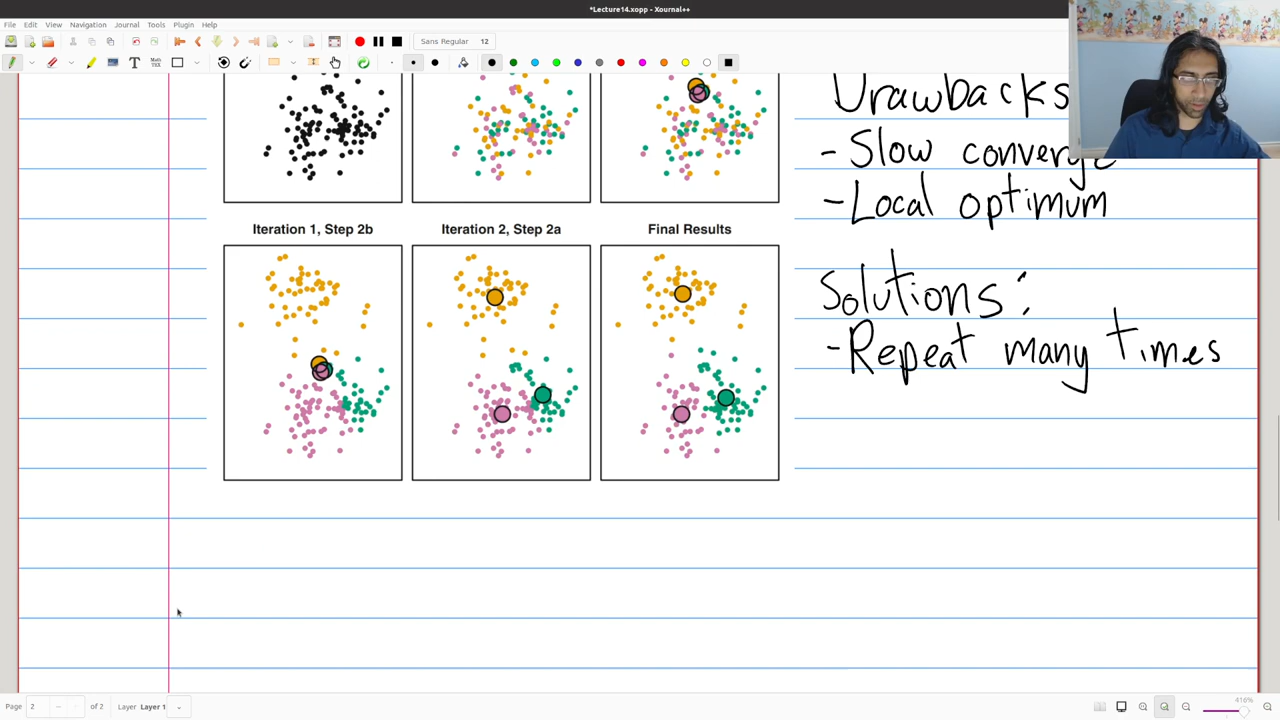 *Lecture14.xopp - Xournal++
File Edit View Navigation Journal Tools Plugin Help
Sans Regular 12
Drawbacks
- Slow converge
- Local optimum
Iteration 1, Step 2b Iteration 2, Step 2a Final Results
Solutions:
- Repeat many times
Page 2 of 2 Layer Layer 1
416%